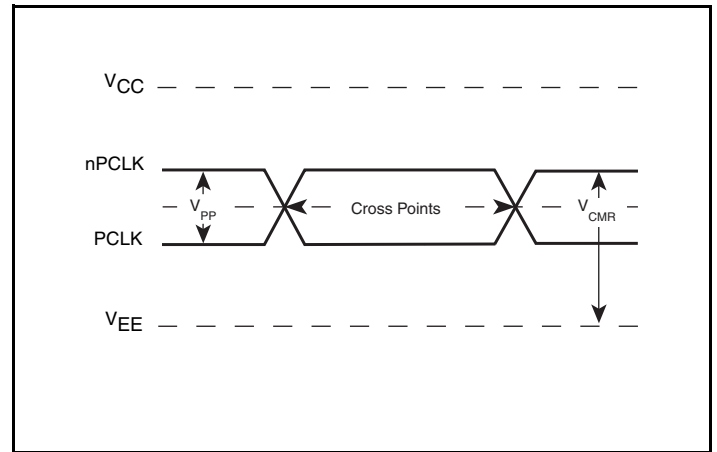 VCC
nPCLK
VPP
Cross Points
VCMR
PCLK
VEE